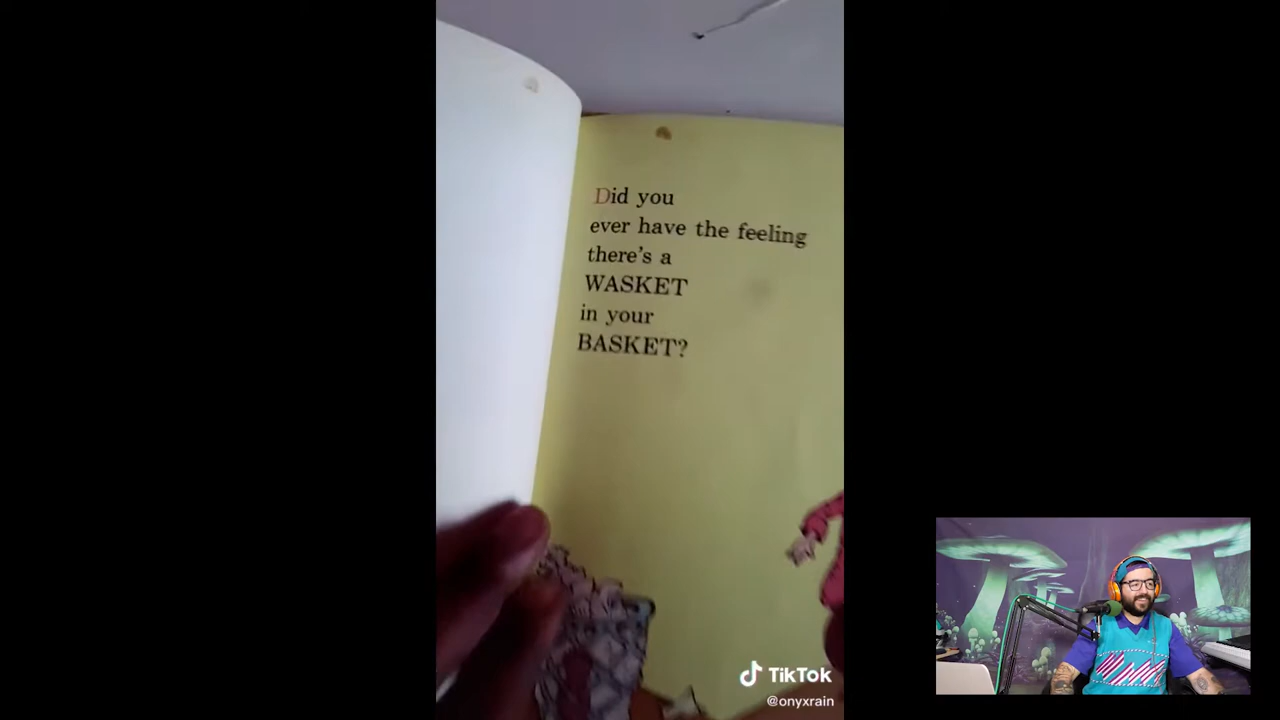 Did you
ever have the feeling
there's a
WASKET
in your
BASKET?
TikTok
@onyxrain